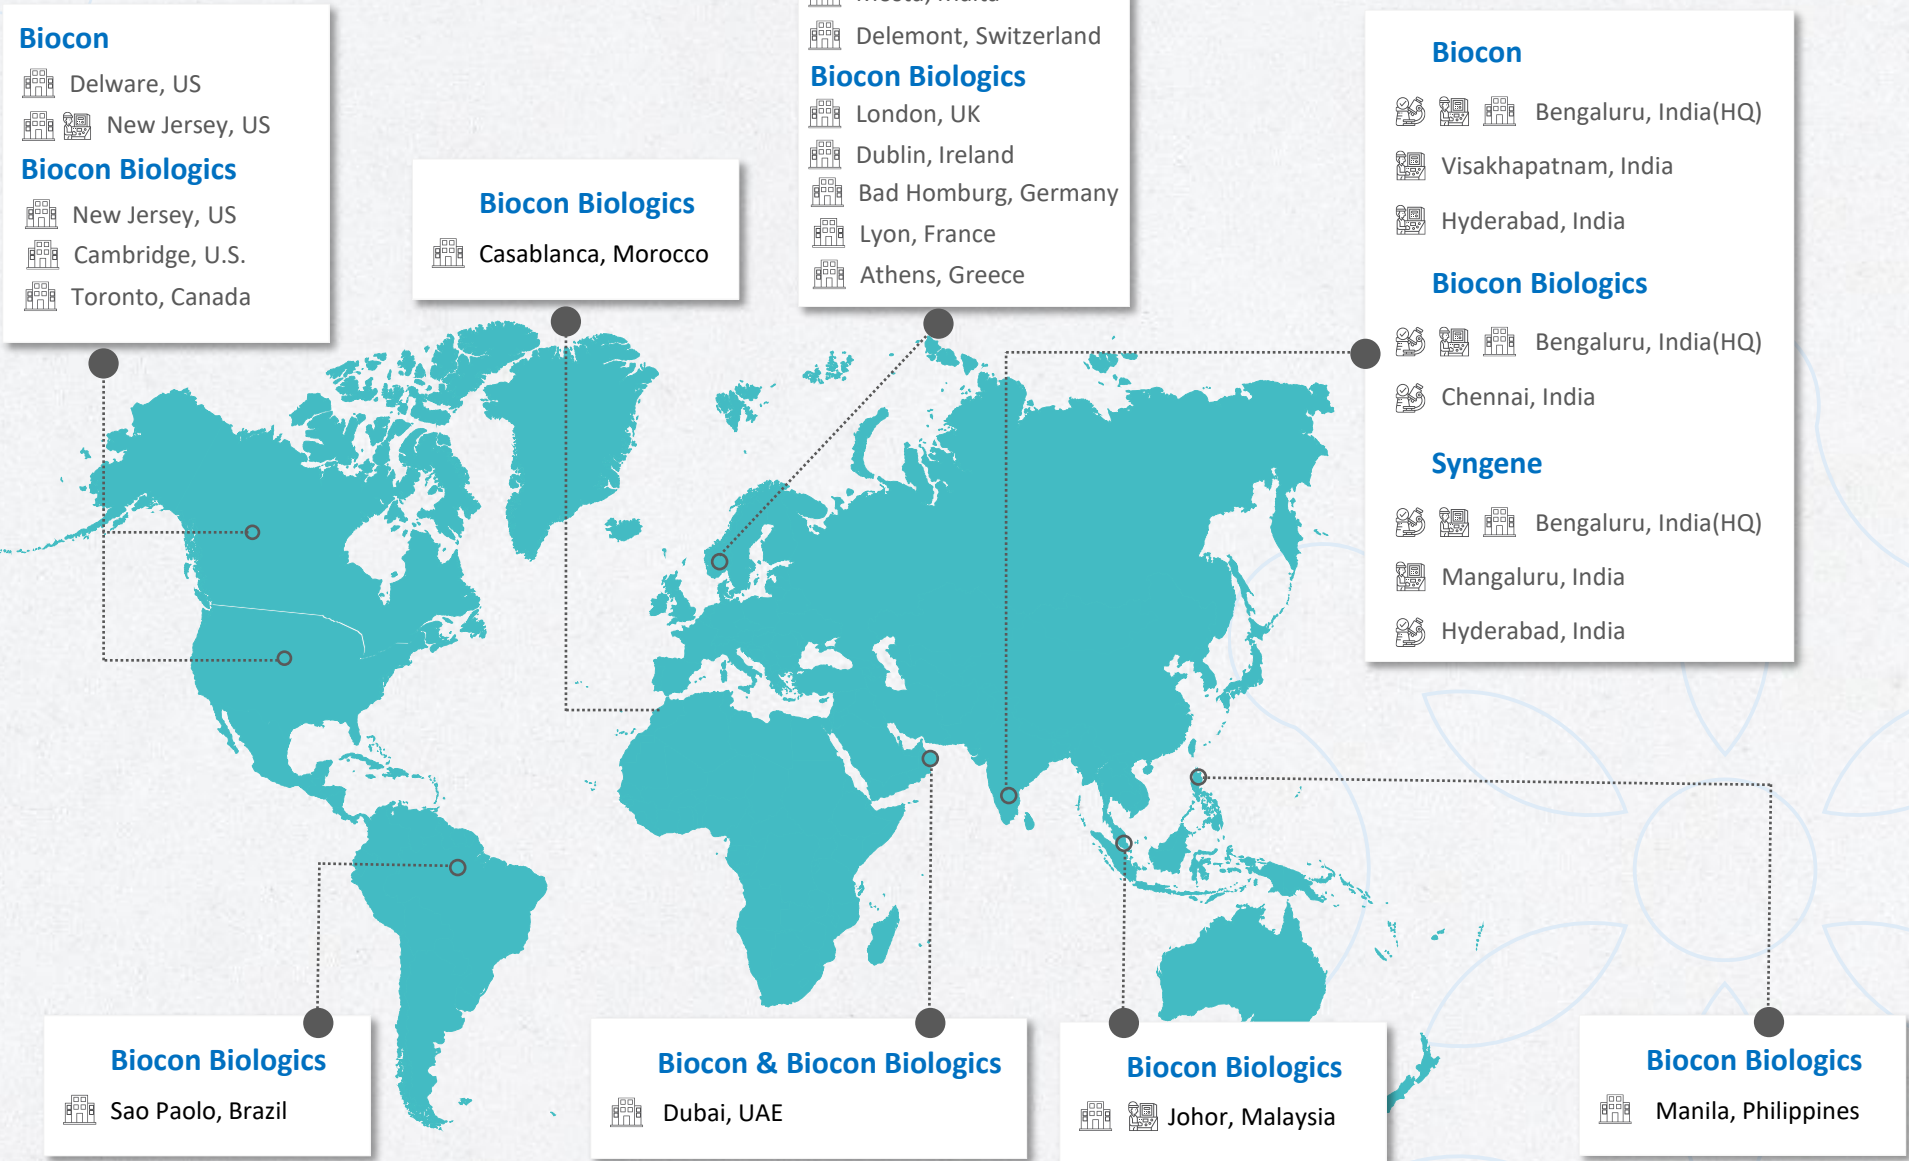 Biocon
Delware, US
New Jersey, US
Biocon Biologics
New Jersey, US
Cambridge, U.S.
Toronto, Canada
Biocon Biologics
Casablanca, Morocco
Malta
Delemont, Switzerland
Biocon Biologics
London, UK
Dublin, Ireland
Bad Homburg, Germany
Lyon, France
Athens, Greece
Biocon
Bengaluru, India(HQ)
Visakhapatnam, India
Hyderabad, India
Biocon Biologics
Bengaluru, India(HQ)
Chennai, India
Syngene
Bengaluru, India(HQ)
Mangaluru, India
Hyderabad, India
Biocon Biologics
Sao Paolo, Brazil
Biocon & Biocon Biologics
Dubai, UAE
Biocon Biologics
Johor, Malaysia
Biocon Biologics
Manila, Philippines